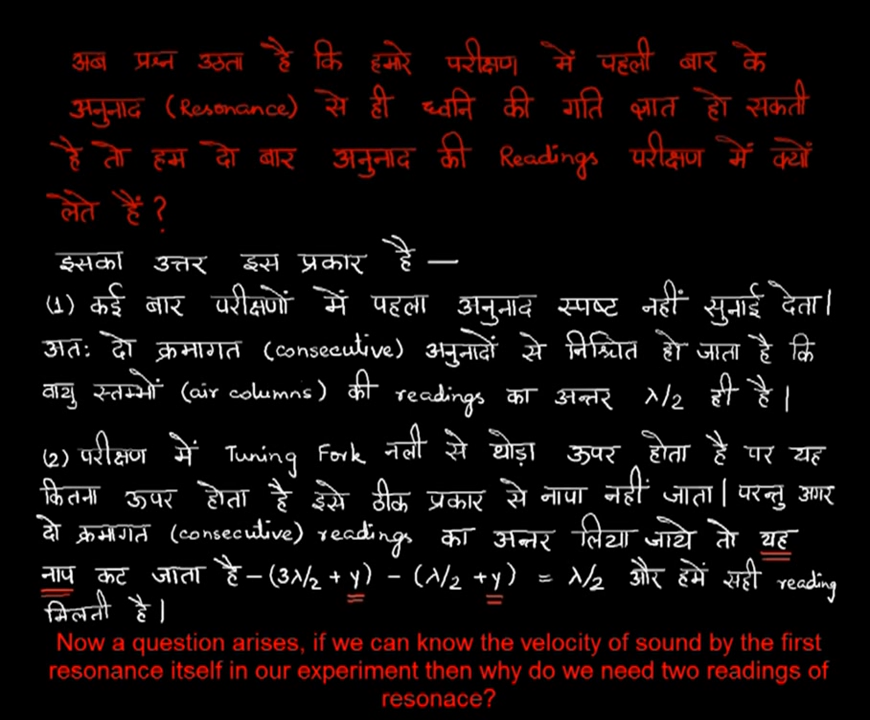 अब प्रश्न उठता है कि हमारे परीक्षण में पहली बार के
अनुनाद (Resonance) से ही ध्वनि की गति ज्ञात हो सकती
है तो हम दो बार अनुनाद की Readings परीक्षण में क्यों
लेते हैं?
इसका उत्तर इस प्रकार है —
(1) कई बार परीक्षणों में पहला अनुनाद स्पष्ट नहीं सुनाई देता।
अतः दो क्रमागत (consecutive) अनुनादों से निश्चित हो जाता है कि
वायु स्तम्भों (air columns) की readings का अन्तर λ/2 ही है।
(2) परीक्षण में Tuning Fork नली से थोड़ा ऊपर होता है पर यह
कितना ऊपर होता है इसे ठीक प्रकार से नापा नहीं जाता। परन्तु अगर
दो क्रमागत (consecutive) readings का अन्तर लिया जाये तो यह
नाप कट जाता है – (3λ/2 + y) - (λ/2 + y) = λ/2 और हमें सही reading
मिलती है।
Now a question arises, if we can know the velocity of sound by the first
resonance itself in our experiment then why do we need two readings of
resonace?